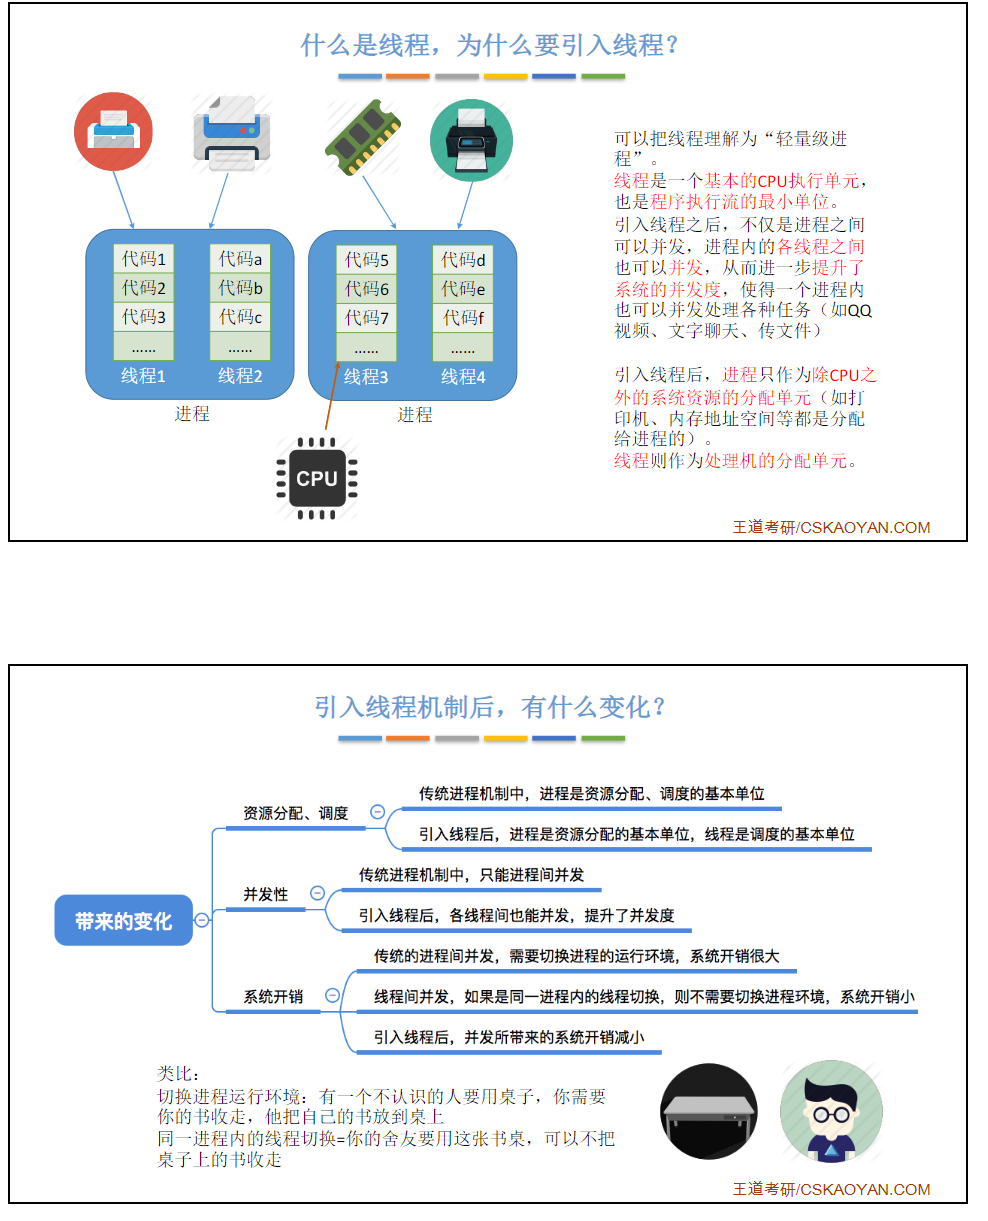 什么是线程，为什么要引入线程？
可以把线程理解为“轻量级进
程”。
线程是一个基本的CPU执行单元，
也是程序执行流的最小单位。
引入线程之后，不仅是进程之间
可以并发，进程内的各线程之间
也可以并发，从而进一步提升了
系统的并发度，使得一个进程内
也可以并发处理各种任务（如QQ
视频、文字聊天、传文件）
引入线程后，进程只作为除CPU之
外的系统资源的分配单元（如打
印机、内存地址空间等都是分配
给进程的）。
线程则作为处理机的分配单元。
代码1
代码2
代码3
……
线程1
代码a
代码b
代码c
……
线程2
进程
代码5
代码6
代码7
……
线程3
代码d
代码e
代码f
……
线程4
进程
CPU
王道考研/CSKAOYAN.COM
引入线程机制后，有什么变化？
带来的变化
资源分配、调度
传统进程机制中，进程是资源分配、调度的基本单位
引入线程后，进程是资源分配的基本单位，线程是调度的基本单位
并发性
传统进程机制中，只能进程间并发
引入线程后，各线程间也能并发，提升了并发度
系统开销
传统的进程间并发，需要切换进程的运行环境，系统开销很大
线程间并发，如果是同一进程内的线程切换，则不需要切换进程环境，系统开销小
引入线程后，并发所带来的系统开销减小
类比：
切换进程运行环境：有一个不认识的人要用桌子，你需要
你的书收走，他把自己的书放到桌上
同一进程内的线程切换=你的舍友要用这张书桌，可以不把
桌子上的书收走
王道考研/CSKAOYAN.COM